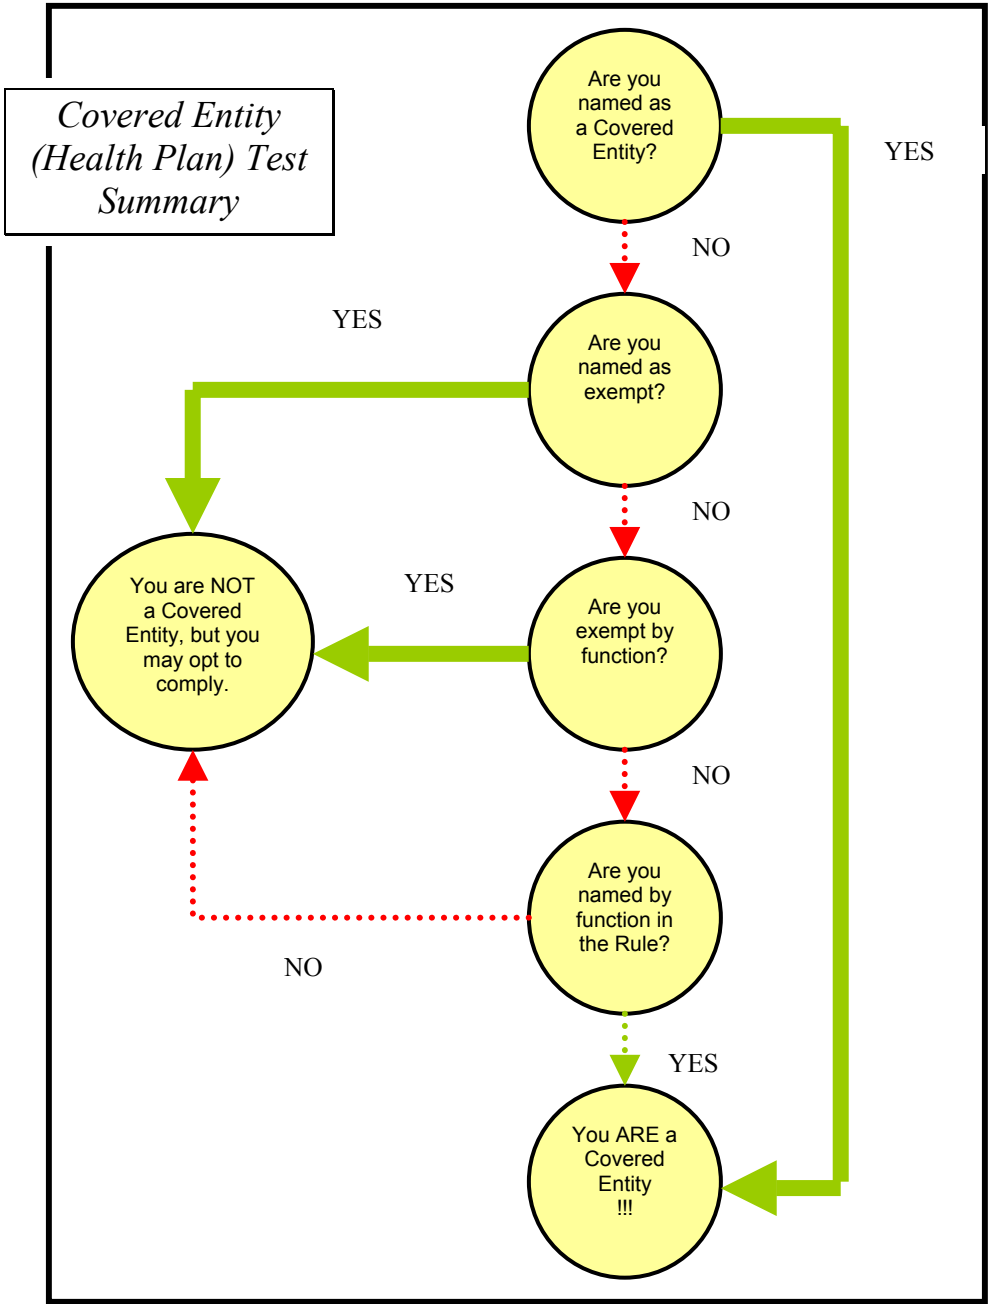 Covered Entity
(Health Plan) Test
Summary
Are you
named as
a Covered
Entity?
YES
NO
YES
Are you
named as
exempt?
NO
You are NOT
a Covered
Entity, but you
may opt to
comply.
YES
Are you
exempt by
function?
NO
Are you
named by
function in
the Rule?
NO
YES
You ARE a
Covered
Entity
!!!